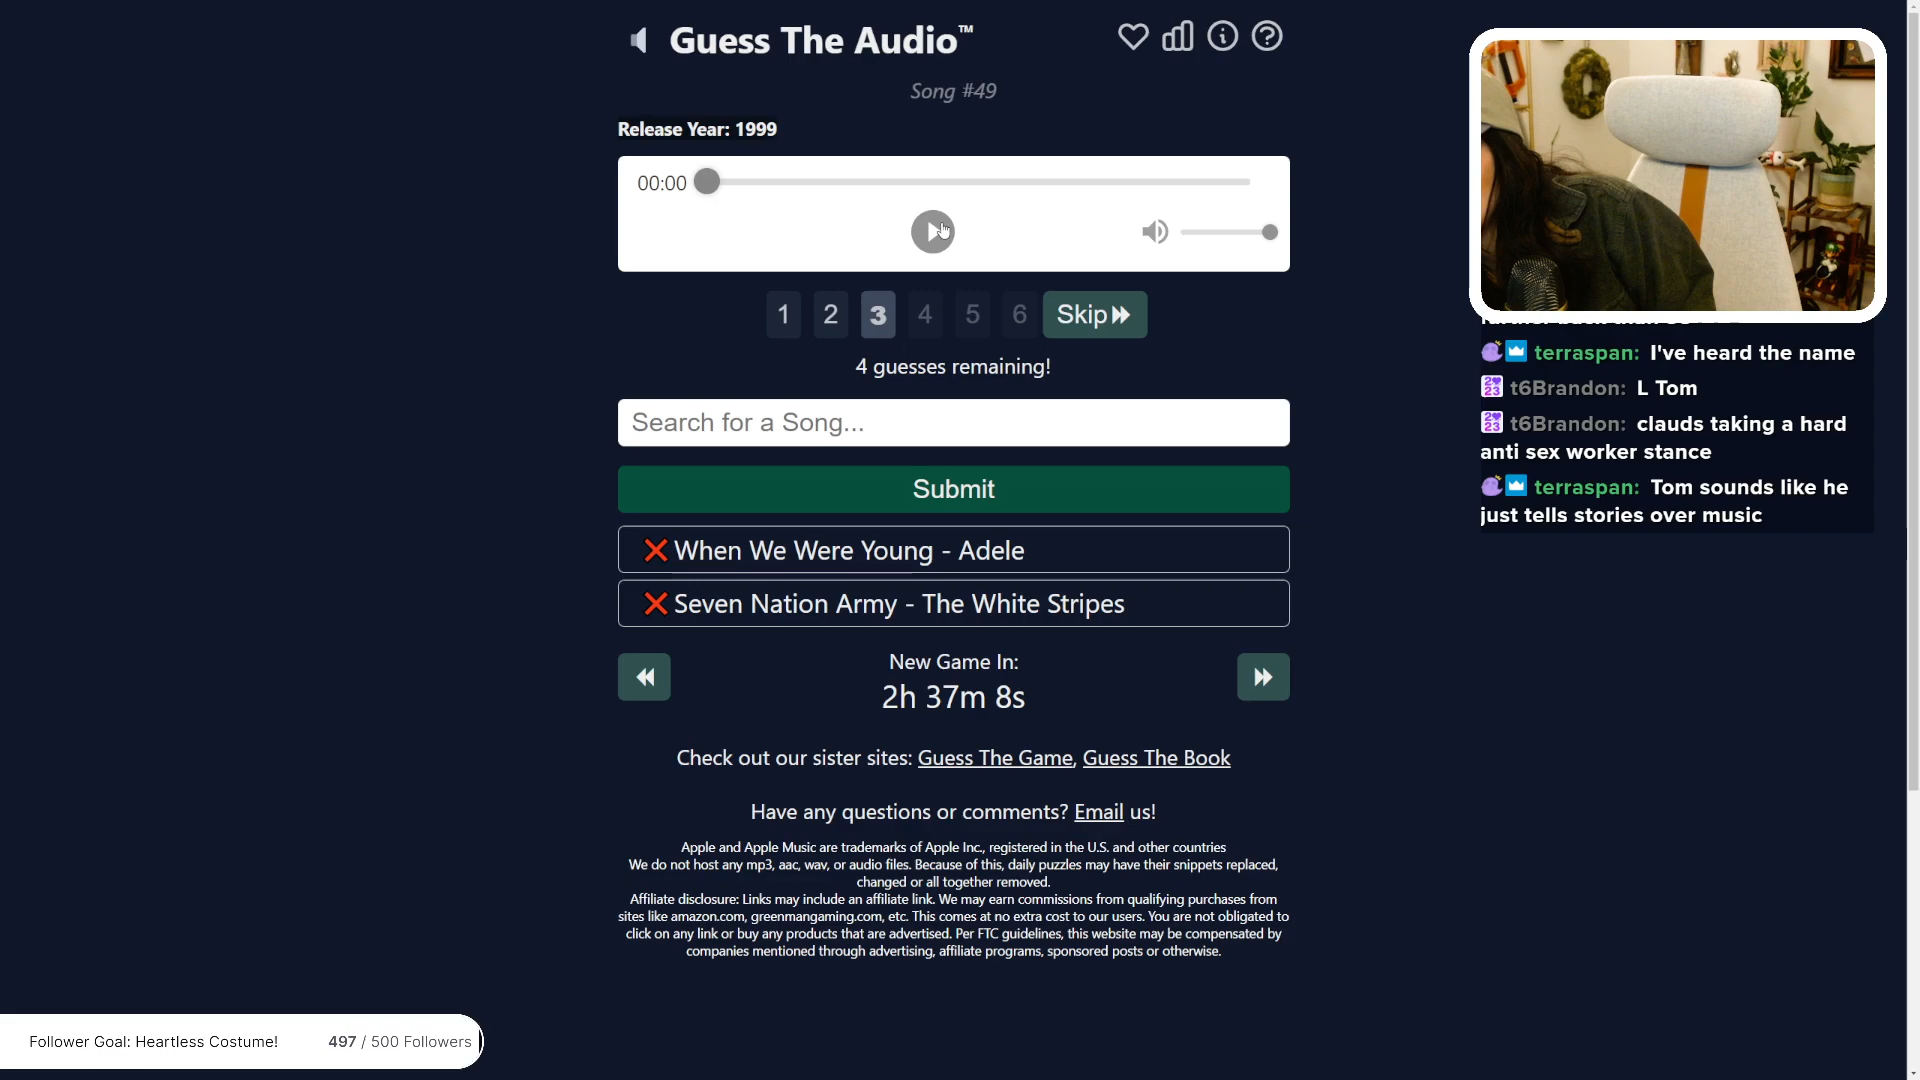 Guess The Audio™
Song #49
Release Year: 1999
00:00
1 2 3 4 5 6 Skip
4 guesses remaining!
Search for a Song...
Submit
When We Were Young - Adele
Seven Nation Army - The White Stripes
New Game In:
2h 37m 8s
Check out our sister sites: Guess The Game, Guess The Book
Have any questions or comments? Email us!
Apple and Apple Music are trademarks of Apple Inc., registered in the U.S. and other countries
We do not host any mp3, aac, wav, or audio files. Because of this, daily puzzles may have their snippets replaced,
changed or all together removed.
Affiliate disclosure: Links may include an affiliate link. We may earn commissions from qualifying purchases from
sites like amazon.com, greenmangaming.com, etc. This comes at no extra cost to our users. You are not obligated to
click on any link or buy any products that are advertised. Per FTC guidelines, this website may be compensated by
companies mentioned through advertising, affiliate programs, sponsored posts or otherwise.
terraspan: I've heard the name
t6Brandon: L Tom
t6Brandon: clauds taking a hard
anti sex worker stance
terraspan: Tom sounds like he
just tells stories over music
Follower Goal: Heartless Costume! 497 / 500 Followers